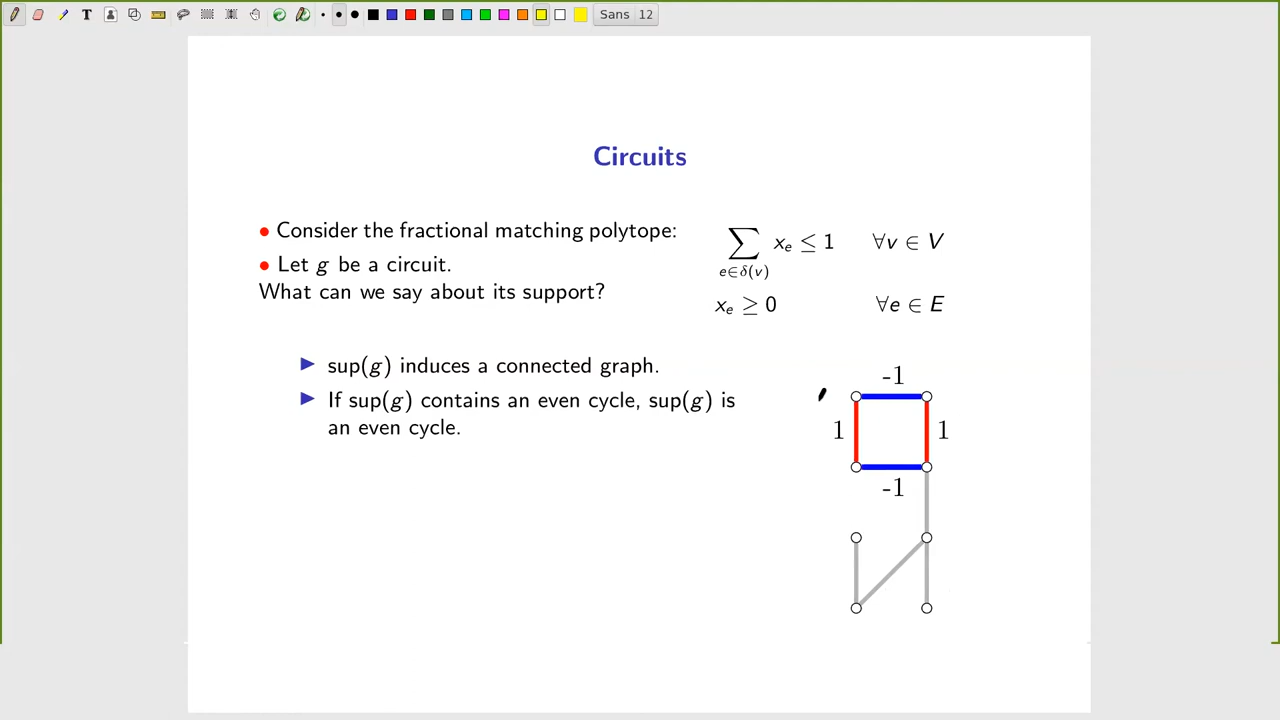 Sans 12
Circuits
• Consider the fractional matching polytope:
∑ xₑ ≤ 1 ∀v ∈ V
e∈δ(v)
• Let g be a circuit.
What can we say about its support?
xₑ ≥ 0 ∀e ∈ E
▶ sup(g) induces a connected graph.
▶ If sup(g) contains an even cycle, sup(g) is
an even cycle.
-1
1 1
-1